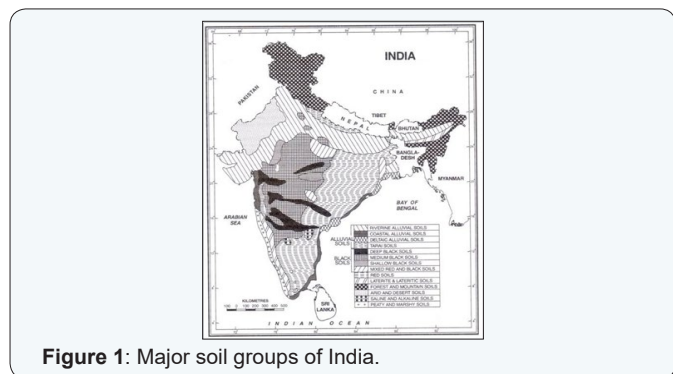 INDIA
PAKISTAN
CHINA
TIBET
NEPAL
BHUTAN
BANGLA-
DESH
MYANMAR
ARABIAN
SEA
BAY OF
BENGAL
ALLUVIAL
SOILS
BLACK
SOILS
RIVERINE ALLUVIAL SOILS
COASTAL ALLUVIAL SOILS
DELTAIC ALLUVIAL SOILS
TARAI SOILS
DEEP BLACK SOILS
MEDIUM BLACK SOILS
SHALLOW BLACK SOILS
MIXED RED AND BLACK SOILS
RED SOILS
LATERITE & LATERITIC SOILS
FOREST AND MOUNTAIN SOILS
ARID AND DESERT SOILS
SALINE AND ALKALINE SOILS
PEATY AND MARSHY SOILS
KILOMETRES
SRI
LANKA
INDIAN OCEAN
Figure 1: Major soil groups of India.